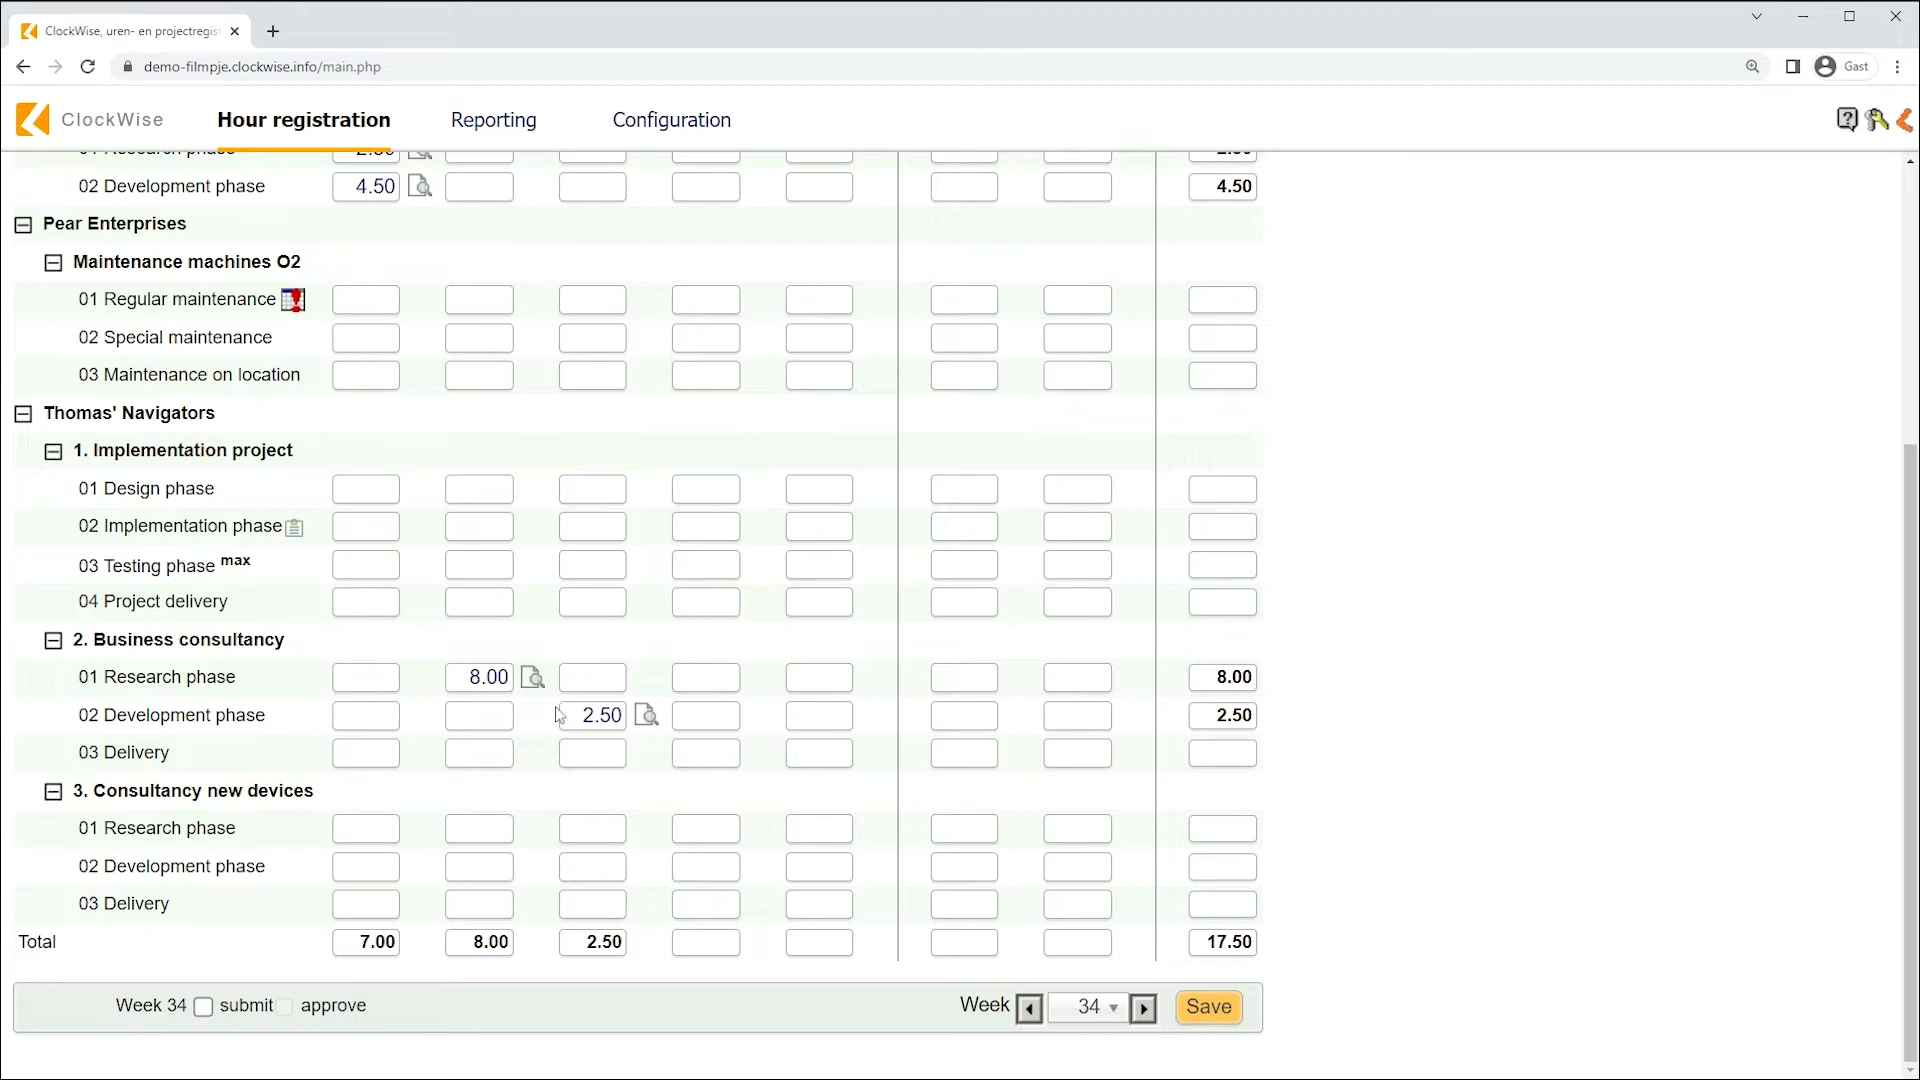 ClockWise, uren- en projectregis
demo-filmpje.clockwise.info/main.php
Gast
ClockWise Hour registration Reporting Configuration
02 Development phase 4.50 4.50
Pear Enterprises
Maintenance machines O2
01 Regular maintenance
02 Special maintenance
03 Maintenance on location
Thomas' Navigators
1. Implementation project
01 Design phase
02 Implementation phase
03 Testing phase max
04 Project delivery
2. Business consultancy
01 Research phase 8.00 8.00
02 Development phase 2.50 2.50
03 Delivery
3. Consultancy new devices
01 Research phase
02 Development phase
03 Delivery
Total 7.00 8.00 2.50 17.50
Week 34 submit approve Week 34 Save